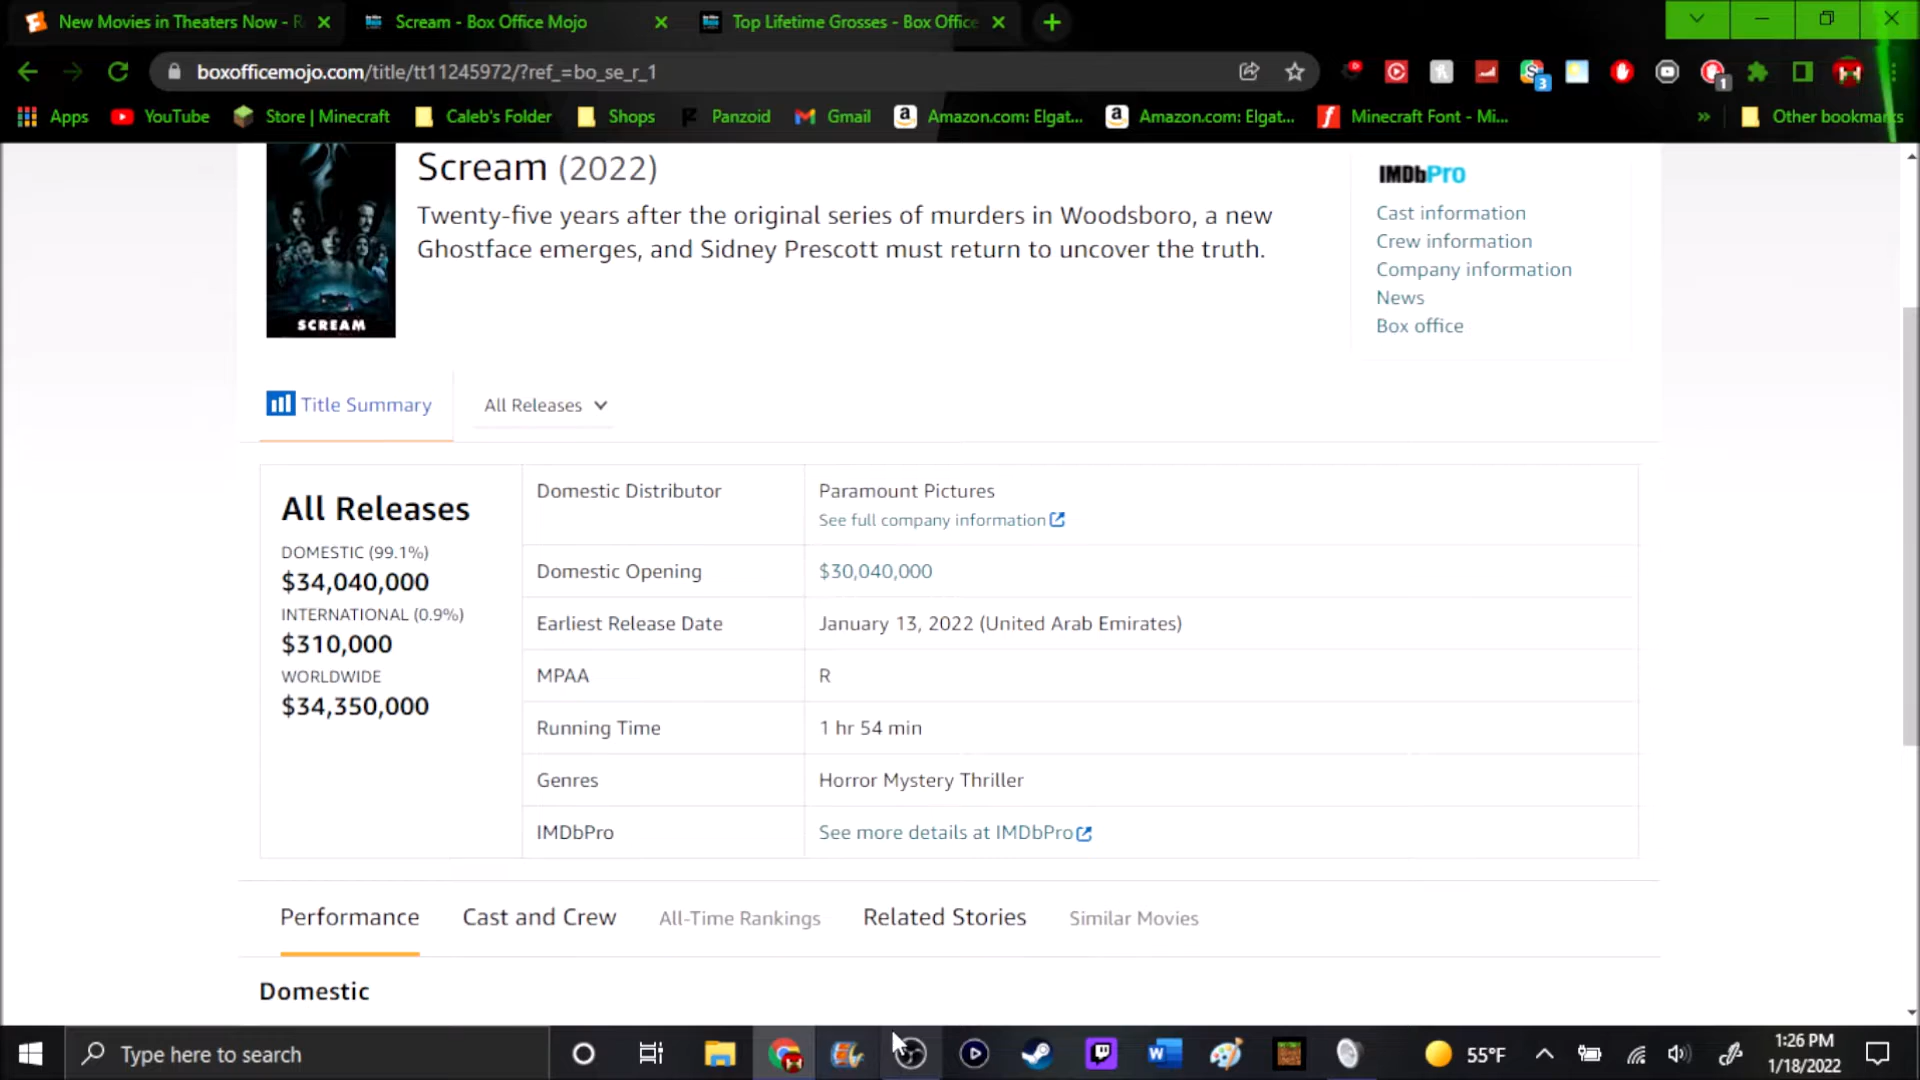 New Movies in Theaters Now - R
Scream - Box Office Mojo
Top Lifetime Grosses - Box Office
boxofficemojo.com/title/tt11245972/?ref_=bo_se_r_1
3
1
Apps
YouTube
Store | Minecraft
Caleb's Folder
Shops
Panzoid
Gmail
Amazon.com: Elgat...
Amazon.com: Elgat...
Minecraft Font - Mi...
»
Other bookmarks
SCREAM
Scream (2022)
Twenty-five years after the original series of murders in Woodsboro, a new
Ghostface emerges, and Sidney Prescott must return to uncover the truth.
IMDbPro
Cast information
Crew information
Company information
News
Box office
Title Summary
All Releases
All Releases
DOMESTIC (99.1%)
$34,040,000
INTERNATIONAL (0.9%)
$310,000
WORLDWIDE
$34,350,000
Domestic Distributor
Paramount Pictures
See full company information
Domestic Opening
$30,040,000
Earliest Release Date
January 13, 2022 (United Arab Emirates)
MPAA
R
Running Time
1 hr 54 min
Genres
Horror Mystery Thriller
IMDbPro
See more details at IMDbPro
Performance
Cast and Crew
All-Time Rankings
Related Stories
Similar Movies
Domestic
Type here to search
55°F
1:26 PM
1/18/2022